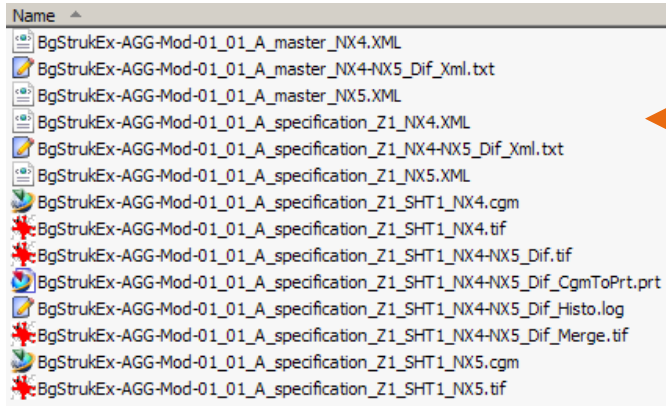 Name
BgStrukEx-AGG-Mod-01_01_A_master_NX4.XML
BgStrukEx-AGG-Mod-01_01_A_master_NX4-NX5_Dif_Xml.txt
BgStrukEx-AGG-Mod-01_01_A_master_NX5.XML
BgStrukEx-AGG-Mod-01_01_A_specification_Z1_NX4.XML
BgStrukEx-AGG-Mod-01_01_A_specification_Z1_NX4-NX5_Dif_Xml.txt
BgStrukEx-AGG-Mod-01_01_A_specification_Z1_NX5.XML
BgStrukEx-AGG-Mod-01_01_A_specification_Z1_SHT1_NX4.cgm
BgStrukEx-AGG-Mod-01_01_A_specification_Z1_SHT1_NX4.tif
BgStrukEx-AGG-Mod-01_01_A_specification_Z1_SHT1_NX4-NX5_Dif.tif
BgStrukEx-AGG-Mod-01_01_A_specification_Z1_SHT1_NX4-NX5_Dif_CgmToPrt.prt
BgStrukEx-AGG-Mod-01_01_A_specification_Z1_SHT1_NX4-NX5_Dif_Histo.log
BgStrukEx-AGG-Mod-01_01_A_specification_Z1_SHT1_NX4-NX5_Dif_Merge.tif
BgStrukEx-AGG-Mod-01_01_A_specification_Z1_SHT1_NX5.cgm
BgStrukEx-AGG-Mod-01_01_A_specification_Z1_SHT1_NX5.tif